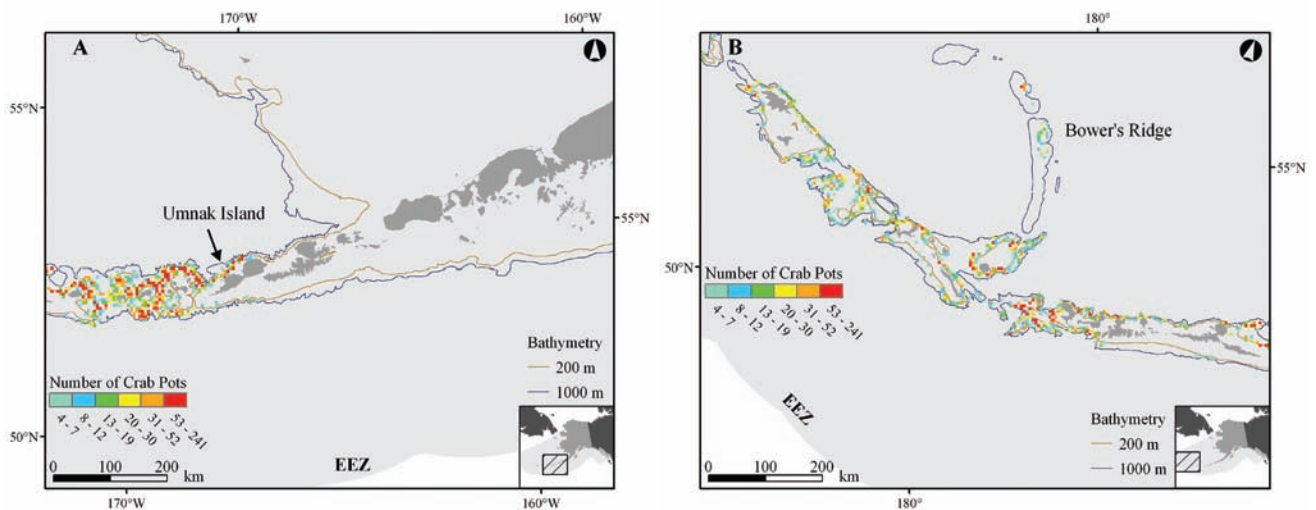 170°W
160°W
A
55°N
Umnak Island
55°N
Bathymetry
200 m
1000 m
Number of Crab Pots
4 - 7
8 - 12
13 - 19
20 - 30
31 - 52
53 - 241
50°N
EEZ
0 50 100 200
km
170°W
160°W
180°
B
Bower's Ridge
55°N
50°N
Number of Crab Pots
4 - 7
8 - 12
13 - 19
20 - 30
31 - 52
53 - 241
EEZ
Bathymetry
200 m
1000 m
0 50 100 200
km
180°